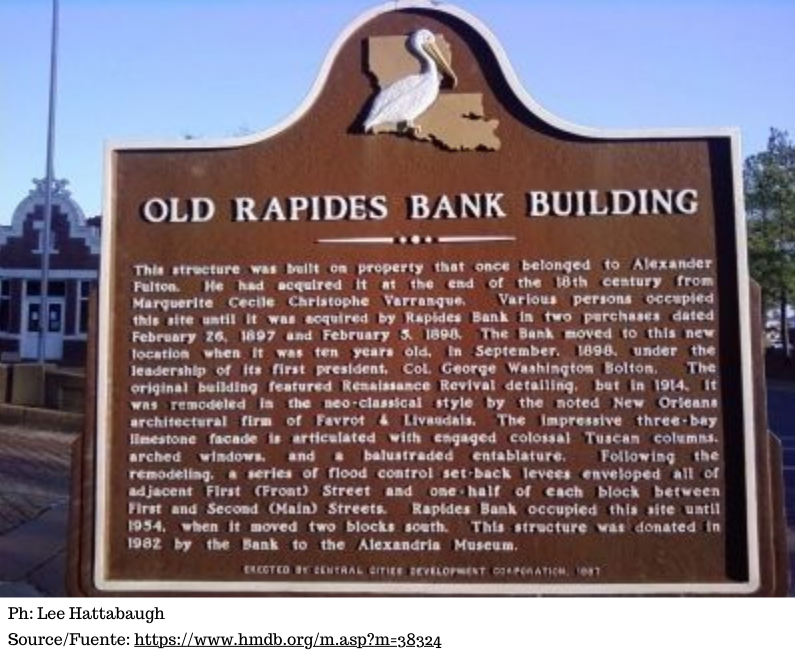 OLD RAPIDES BANK BUILDING
This structure was built on property that once belonged to Alexander
Fulton. He had acquired it at the end of the 18th century from
Marguerite Cecile Christophe Varrangue. Various persons occupied
this site until it was acquired by Rapides Bank in two purchases dated
February 26, 1897 and February 5, 1898. The Bank moved to this new
location when it was ten years old, in September, 1898, under the
leadership of its first president, Col. George Washington Bolton. The
original building featured Renaissance Revival detailing, but in 1914, it
was remodeled in the neo-classical style by the noted New Orleans
architectural firm of Favrot & Livaudais. The impressive three-bay
limestone facade is articulated with engaged colossal Tuscan columns,
arched windows, and a balustraded entablature. Following the
remodeling, a series of flood control set-back levees enveloped all of
adjacent First (Front) Street and one-half of each block between
First and Second (Main) Streets. Rapides Bank occupied this site until
1954, when it moved two blocks south. This structure was donated in
1982 by the Bank to the Alexandria Museum.
ERECTED BY CENTRAL CITIES DEVELOPMENT CORPORATION, 1987
Ph: Lee Hattabaugh
Source/Fuente: https://www.hmdb.org/m.asp?m=38324